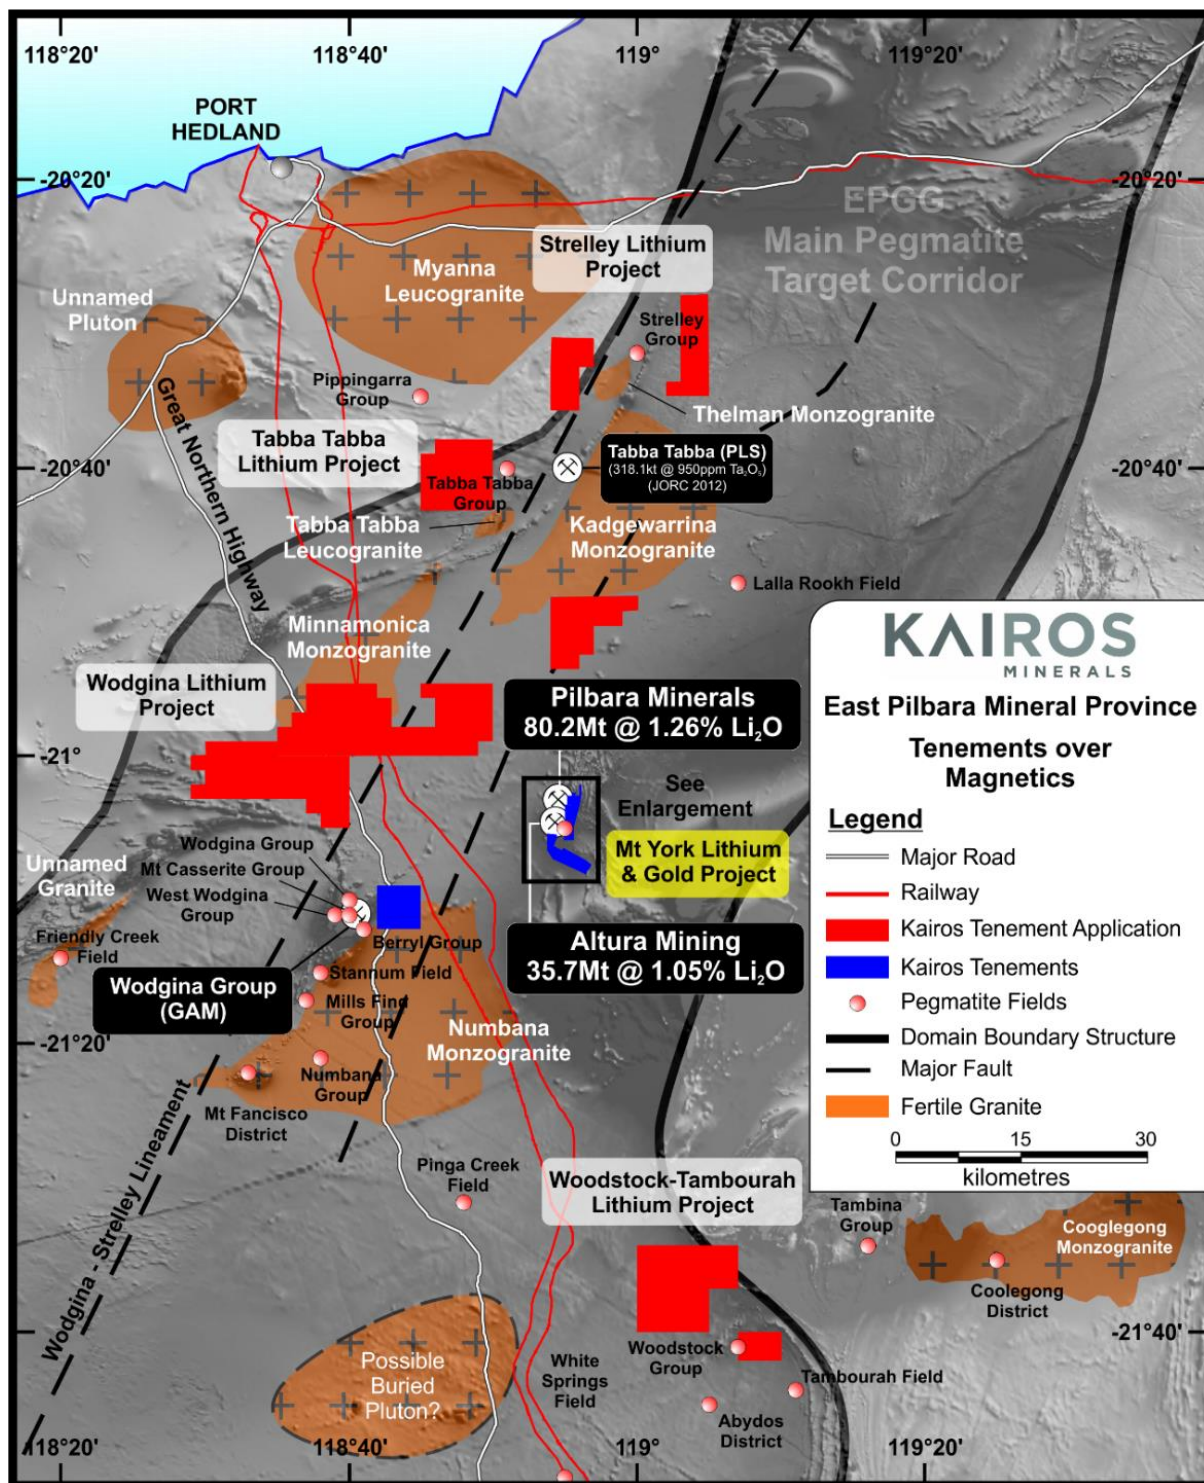 118°20'
118°40'
119°
119°20'
PORT
HEDLAND
-20°20'
-20°20'
EPGG
Main Pegmatite
Target Corridor
Strelley Lithium
Project
Myanna
Leucogranite
Unnamed
Pluton
Strelley
Group
Pippingarra
Group
Thelman Monzogranite
Great Northern Highway
Tabba Tabba
Lithium Project
Tabba Tabba (PLS)
(318.1kt @ 950ppm Ta₂O₅)
(JORC 2012)
-20°40'
-20°40'
Tabba Tabba
Group
Tabba Tabba
Leucogranite
Kadgewarrina
Monzogranite
Lalla Rookh Field
Minnamonica
Monzogranite
Wodgina Lithium
Project
Pilbara Minerals
80.2Mt @ 1.26% Li₂O
-21°
See
Enlargement
Mt York Lithium
& Gold Project
Wodgina Group
Mt Casserite Group
West Wodgina
Group
Unnamed
Granite
Friendly Creek
Field
Berryl Group
Altura Mining
35.7Mt @ 1.05% Li₂O
Stannum Field
Wodgina Group
(GAM)
Mills Find
Group
Numbana
Monzogranite
-21°20'
Numbana
Group
Mt Fancisco
District
Wodgina - Strelley Lineament
Pinga Creek
Field
Woodstock-Tambourah
Lithium Project
Tambina
Group
Cooglegong
Monzogranite
Coolegong
District
-21°40'
Woodstock
Group
White
Springs
Field
Possible
Buried
Pluton?
Tambourah Field
Abydos
District
118°20'
118°40'
119°
119°20'
KAIROS
MINERALS
East Pilbara Mineral Province
Tenements over
Magnetics
Legend
Major Road
Railway
Kairos Tenement Application
Kairos Tenements
Pegmatite Fields
Domain Boundary Structure
Major Fault
Fertile Granite
0 15 30
kilometres